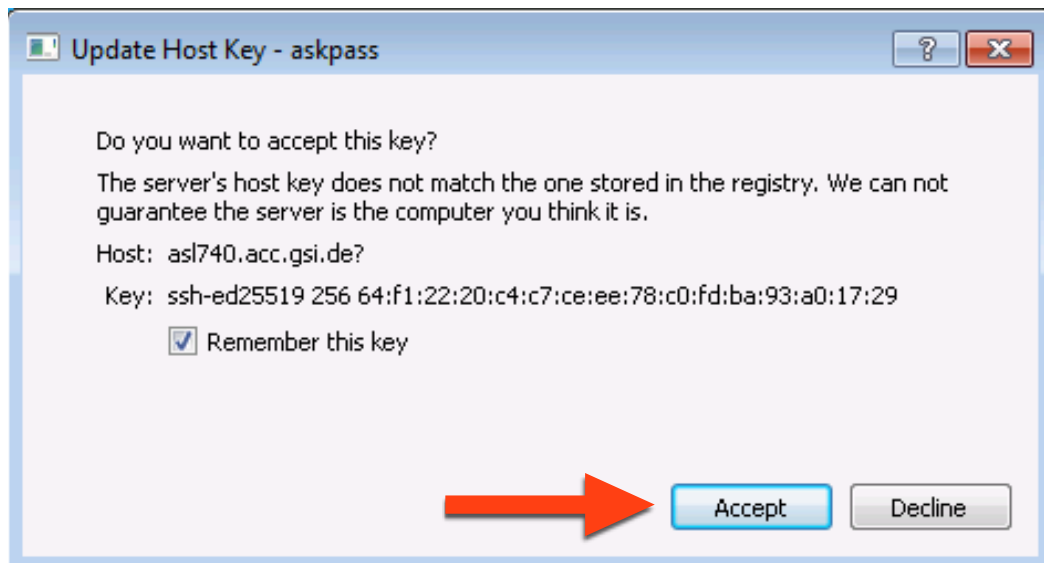 Update Host Key - askpass
Do you want to accept this key?
The server's host key does not match the one stored in the registry. We can not
guarantee the server is the computer you think it is.
Host: asl740.acc.gsi.de?
Key: ssh-ed25519 256 64:f1:22:20:c4:c7:ce:ee:78:c0:fd:ba:93:a0:17:29
Remember this key
Accept Decline